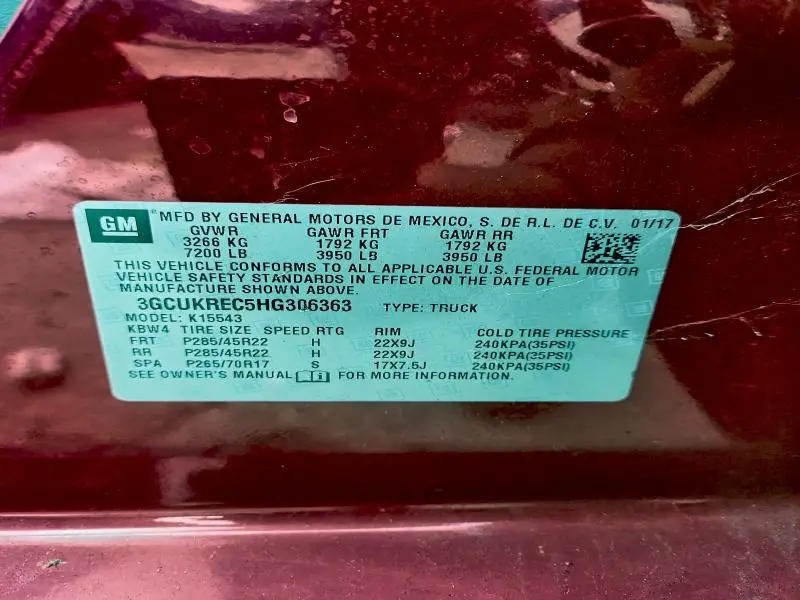 GM ® MFD BY GENERAL MOTORS DE MEXICO, S. DE R.L. DE C.V. 01/17
GVWR GAWR FRT GAWR RR
3266 KG 1792 KG 1792 KG
7200 LB 3950 LB 3950 LB
THIS VEHICLE CONFORMS TO ALL APPLICABLE U.S. FEDERAL MOTOR
VEHICLE SAFETY STANDARDS IN EFFECT ON THE DATE OF
MANUFACTURE SHOWN ABOVE.
3GCUKREC5HG306363 TYPE: TRUCK
MODEL: K15543
KBW4 TIRE SIZE SPEED RTG RIM COLD TIRE PRESSURE
FRT P285/45R22 H 22X9J 240KPA(35PSI)
RR P285/45R22 H 22X9J 240KPA(35PSI)
SPA P265/70R17 S 17X7.5J 240KPA(35PSI)
SEE OWNER'S MANUAL FOR MORE INFORMATION.